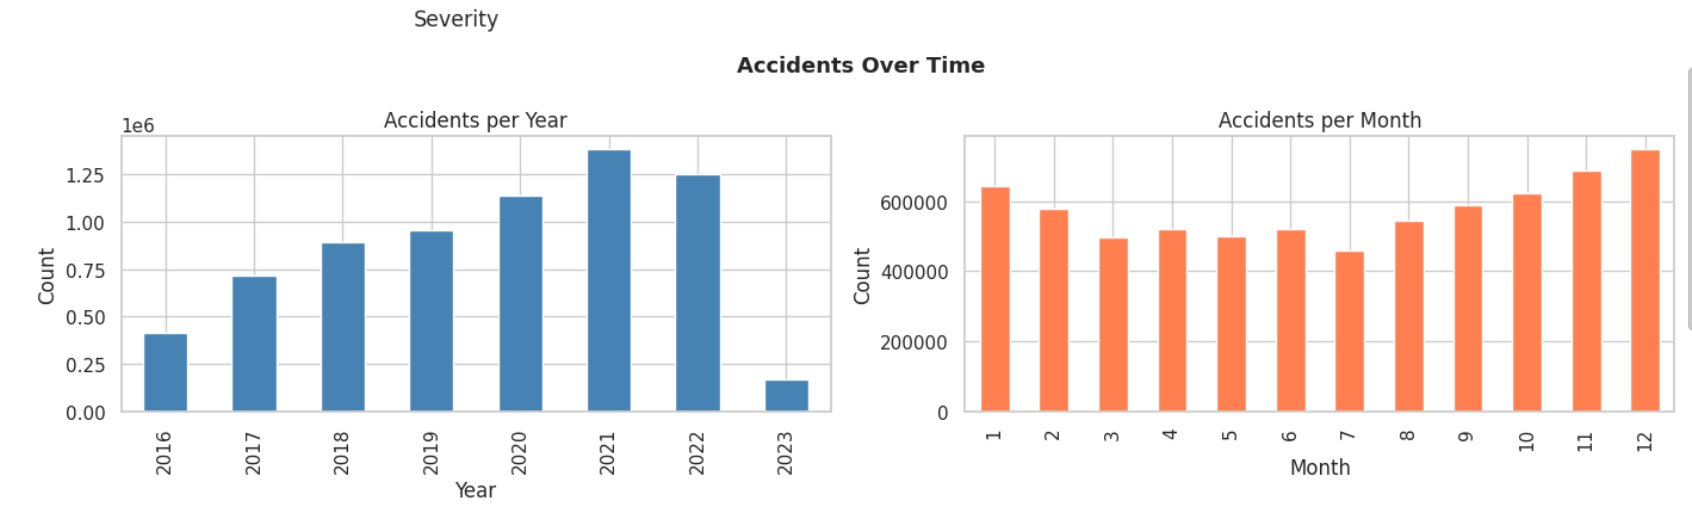 Severity
Accidents Over Time
Accidents per Year
1e6
1.25
1.00
0.75
0.50
0.25
0.00
Count
2016 2017 2018 2019 2020 2021 2022 2023
Year
Accidents per Month
600000
400000
200000
0
Count
1 2 3 4 5 6 7 8 9 10 11 12
Month